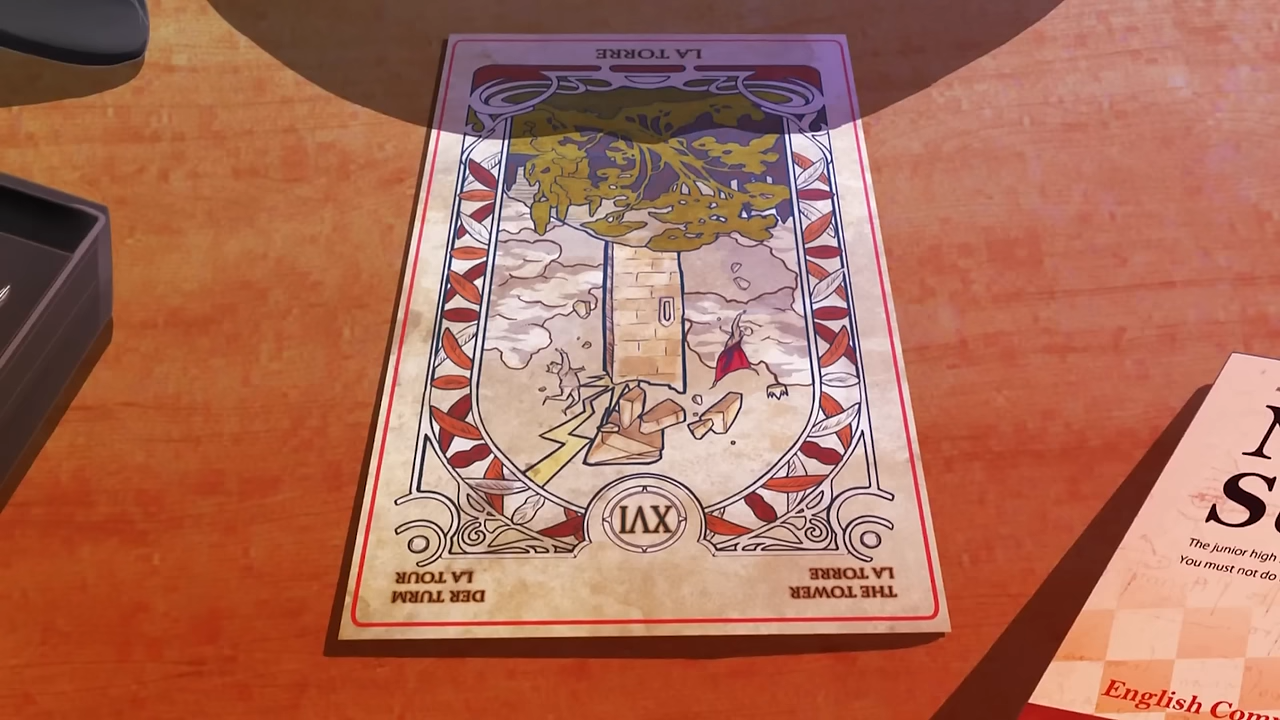 LA TORRE
XVI
DER TURM
LA TOUR
THE TOWER
LA TORRE
The junior high
You must not do
English Com